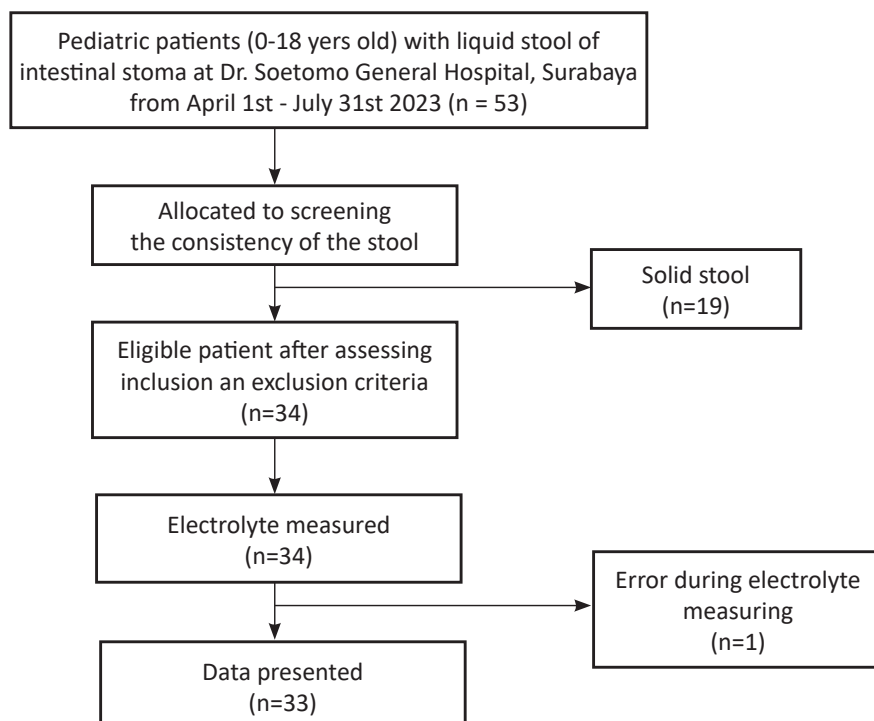 Pediatric patients (0-18 yers old) with liquid stool of
intestinal stoma at Dr. Soetomo General Hospital, Surabaya
from April 1st - July 31st 2023 (n = 53)
Allocated to screening
the consistency of the stool
Solid stool
(n=19)
Eligible patient after assessing
inclusion an exclusion criteria
(n=34)
Electrolyte measured
(n=34)
Error during electrolyte
measuring
(n=1)
Data presented
(n=33)